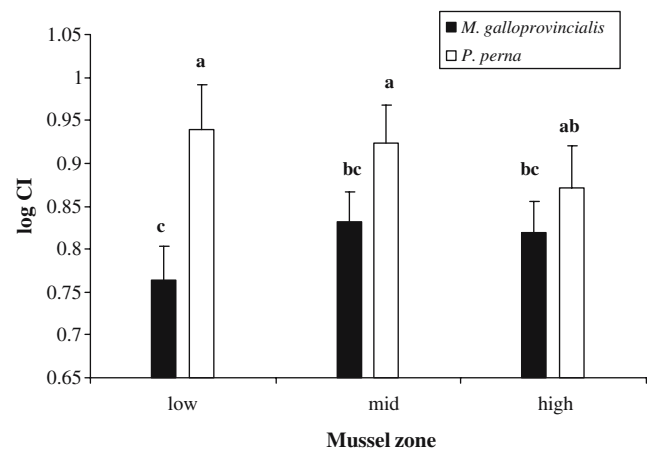 M. galloprovincialis
P. perna
1.05
1
0.95
0.9
0.85
0.8
0.75
0.7
0.65
log CI
c
a
bc
a
bc
ab
low mid high
Mussel zone